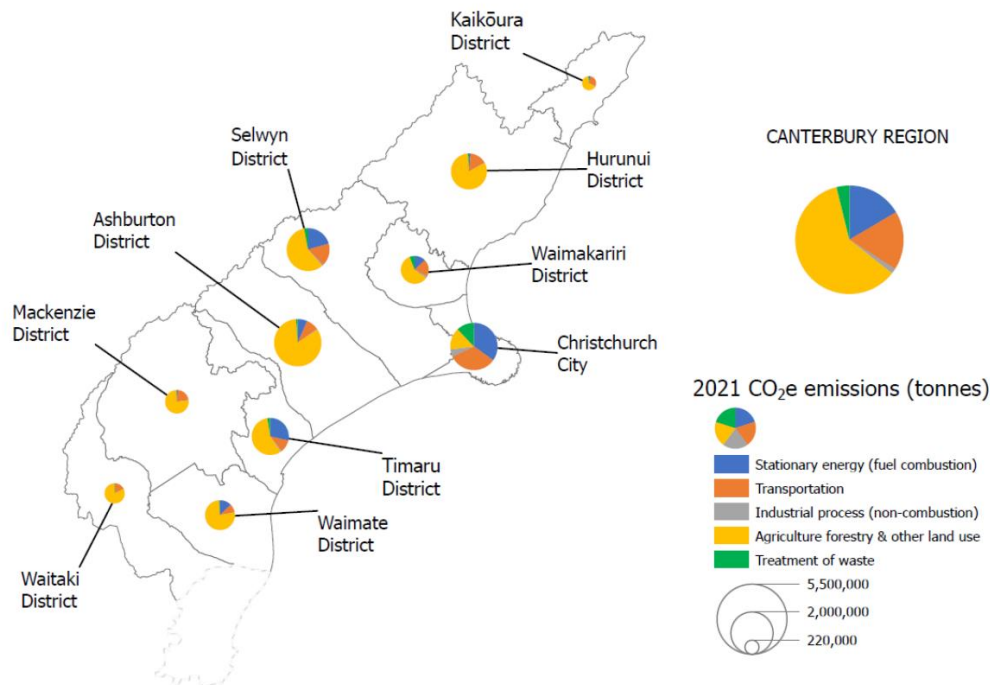 Kaikōura
District
Selwyn
District
CANTERBURY REGION
Hurunui
District
Ashburton
District
Waimakariri
District
Mackenzie
District
Christchurch
City
2021 CO₂e emissions (tonnes)
Stationary energy (fuel combustion)
Transportation
Industrial process (non-combustion)
Agriculture forestry & other land use
Treatment of waste
Timaru
District
Waimate
District
Waitaki
District
5,500,000
2,000,000
220,000